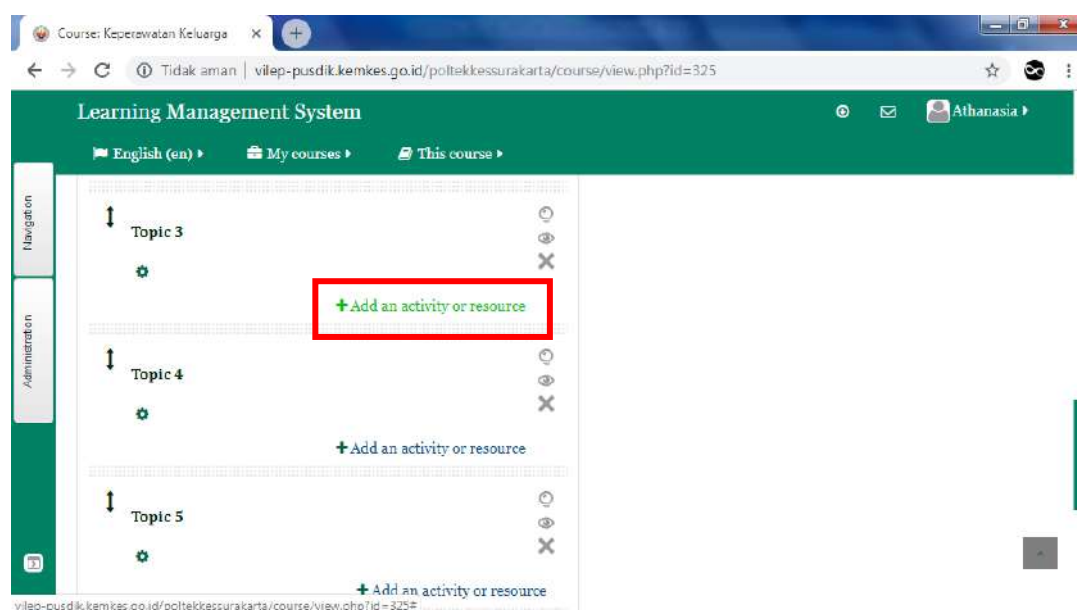 Course: Keperawatan Keluarga
Tidak aman | vilep-pusdik.kemkes.go.id/poltekkessurakarta/course/view.php?id=325
Learning Management System
Athanasia
English (en)
My courses
This course
Navigation
Topic 3
+Add an activity or resource
Administration
Topic 4
+Add an activity or resource
Topic 5
+Add an activity or resource
vilep-pusdik.kemkes.go.id/poltekkessurakarta/course/view.php?id=325#